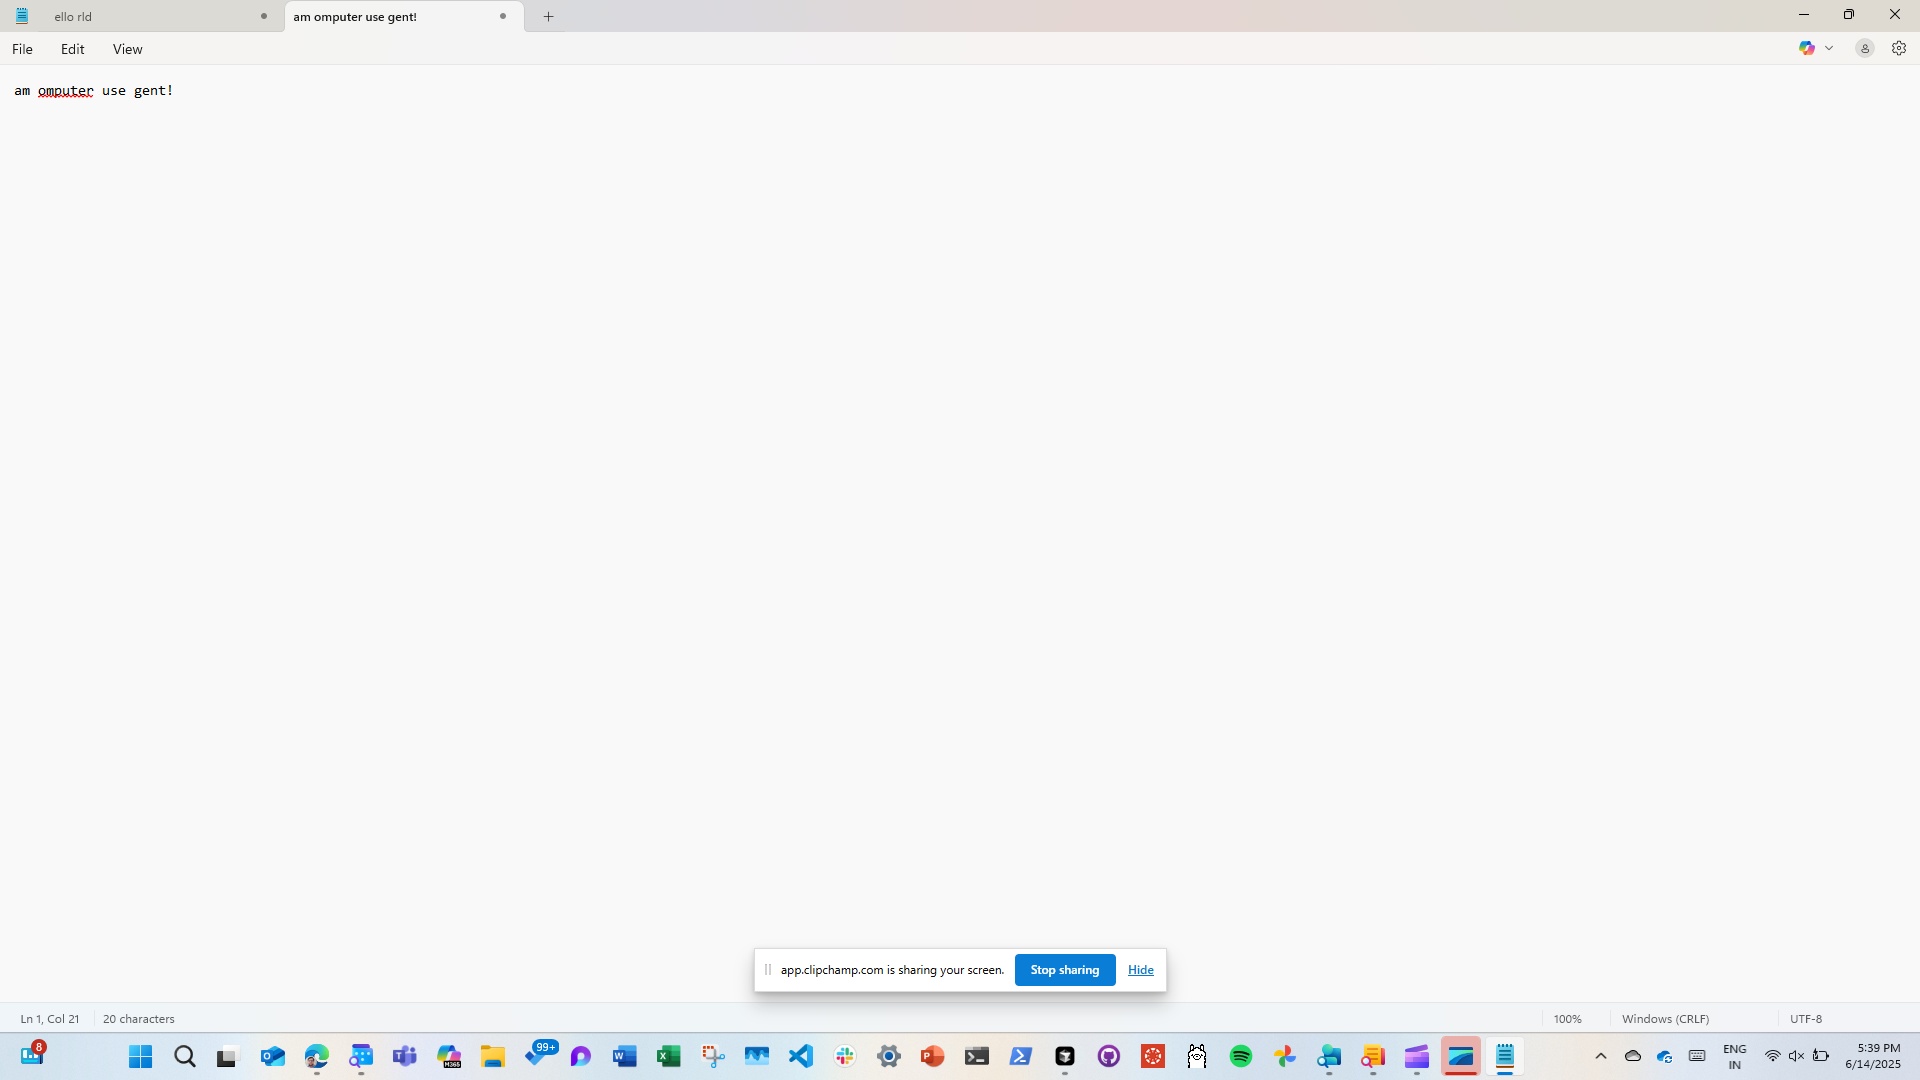 ello rld
am omputer use gent!
File Edit View
am omputer use gent!
app.clipchamp.com is sharing your screen. Stop sharing Hide
Ln 1, Col 21 20 characters 100% Windows (CRLF) UTF-8
8 99+ M365 ENG IN 5:39 PM 6/14/2025